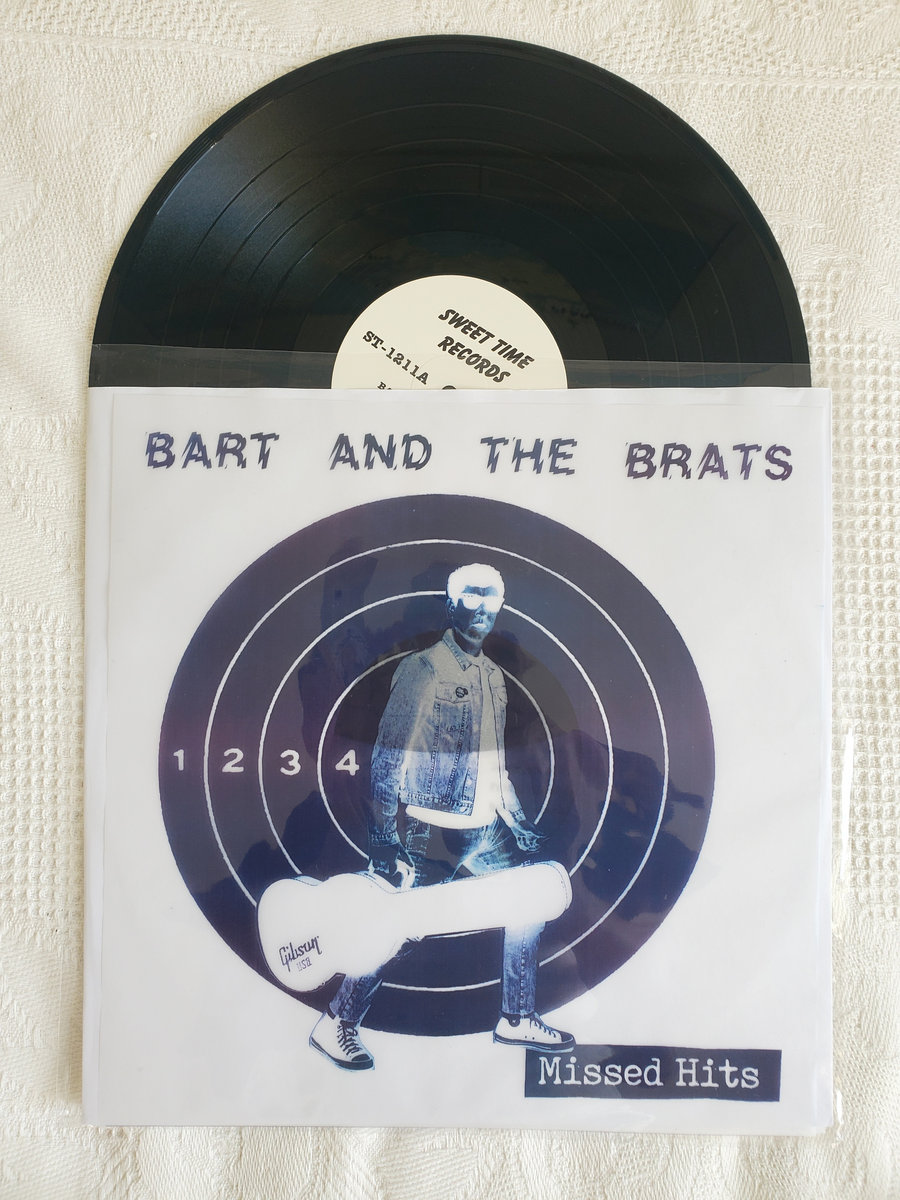 SWEET TIME
RECORDS
ST-1211A
BART AND THE BRATS
1 2 3 4
Gibson
USA
Missed Hits